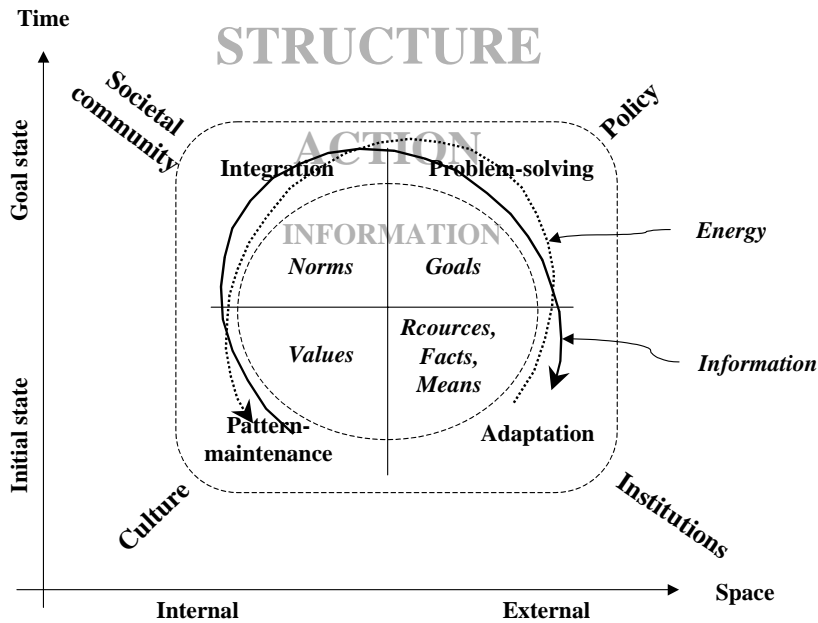 Time
STRUCTURE
Societal
community
Policy
Goal state
ACTION
Integration
Problem-solving
INFORMATION
Energy
Norms
Goals
Values
Rcources,
Facts,
Means
Information
Initial state
Pattern-
maintenance
Adaptation
Culture
Institutions
Space
Internal
External